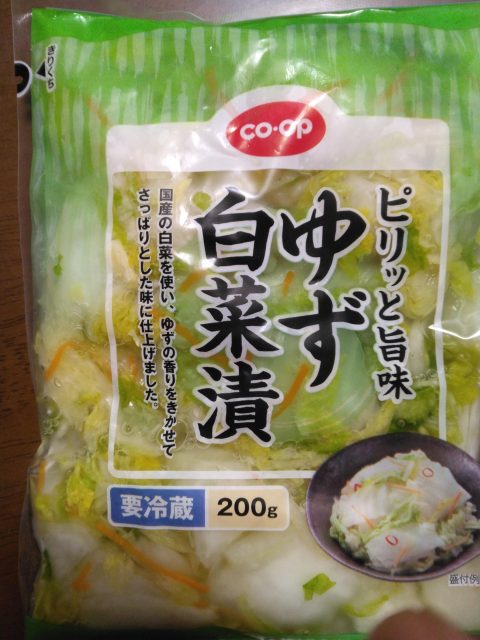 きりくち
co·op
ピリッと旨味
ゆず
白菜漬
国産の白菜を使い、ゆずの香りをきかせて
さっぱりとした味に仕上げました。
要冷蔵
200g
盛付例